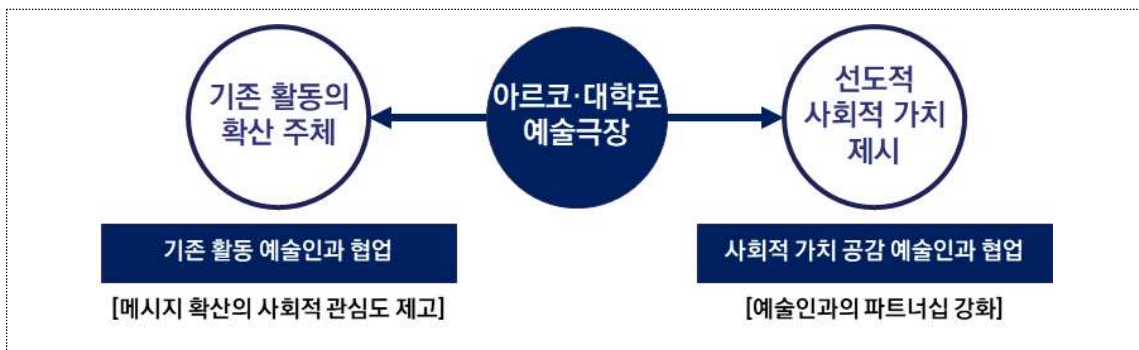 기존 활동의
확산 주체
아르코·대학로
예술극장
선도적
사회적 가치
제시
기존 활동 예술인과 협업
사회적 가치 공감 예술인과 협업
[메시지 확산의 사회적 관심도 제고]
[예술인과의 파트너십 강화]